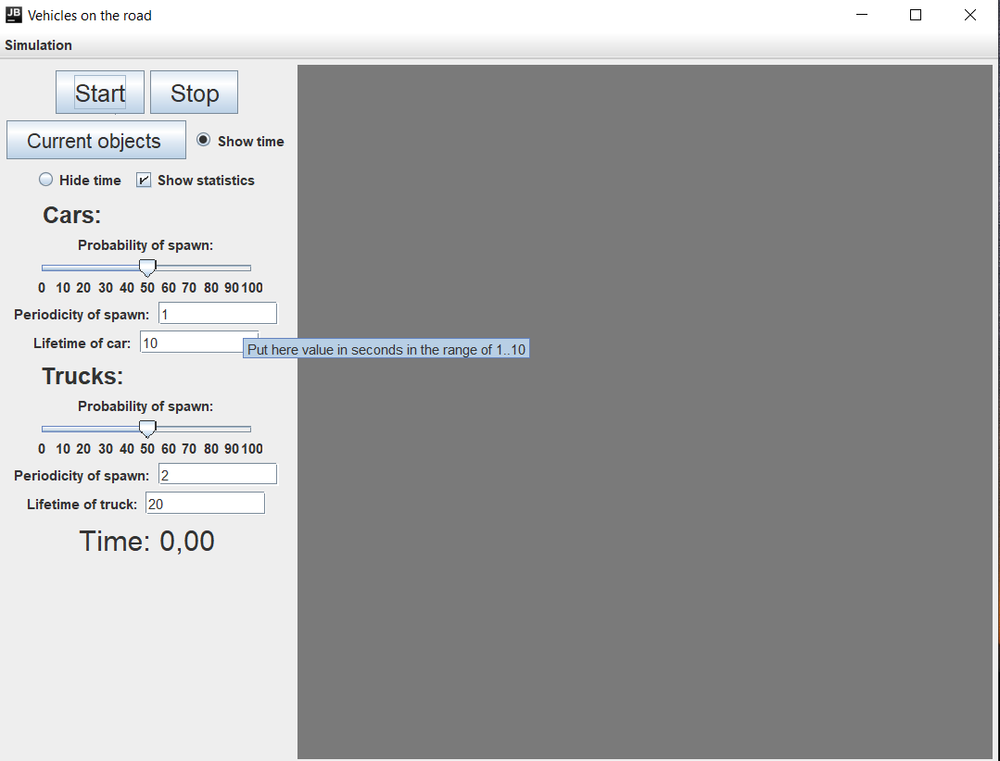 JB Vehicles on the road
Simulation
Start Stop
Current objects Show time
Hide time Show statistics
Cars:
Probability of spawn:
0 10 20 30 40 50 60 70 80 90 100
Periodicity of spawn: 1
Lifetime of car: 10
Put here value in seconds in the range of 1..10
Trucks:
Probability of spawn:
0 10 20 30 40 50 60 70 80 90 100
Periodicity of spawn: 2
Lifetime of truck: 20
Time: 0,00